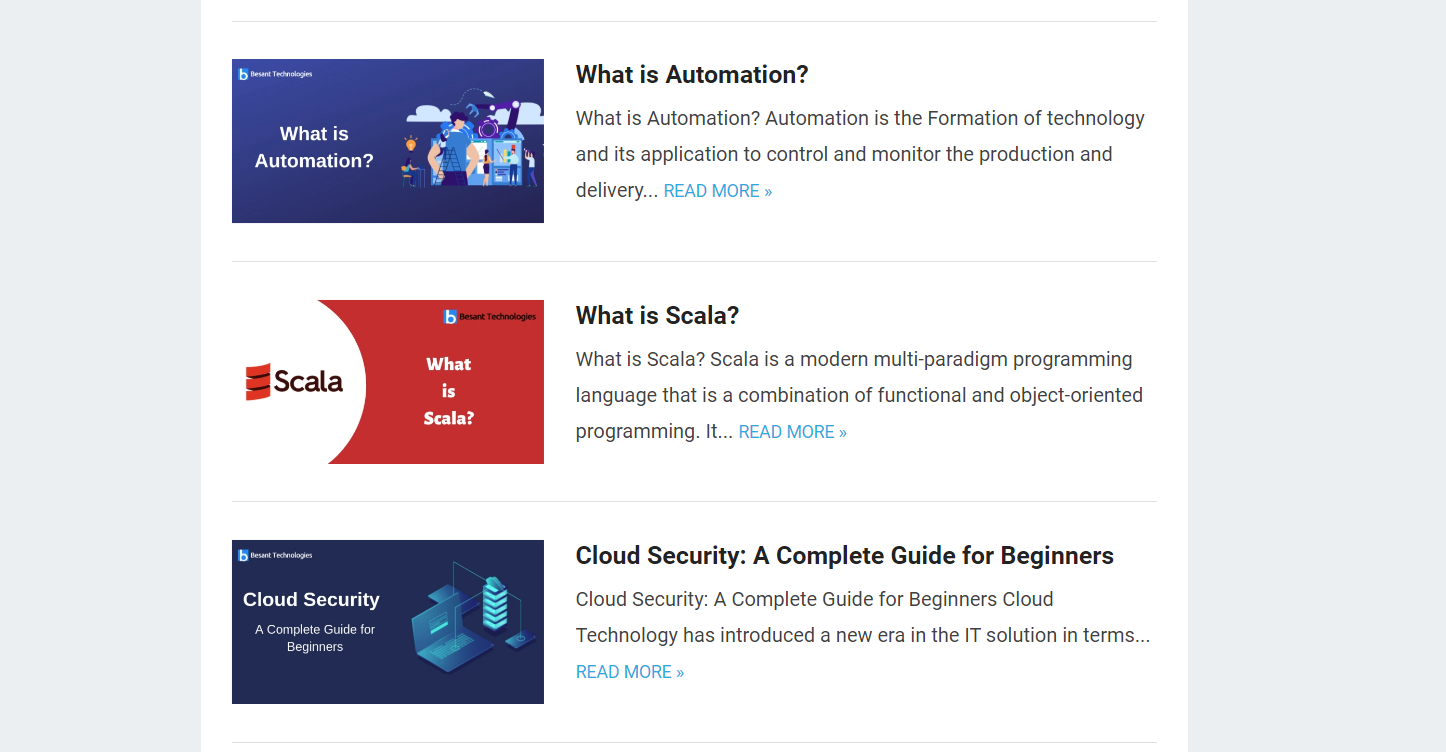 Besant Technologies
What is
Automation?
What is Automation?
What is Automation? Automation is the Formation of technology
and its application to control and monitor the production and
delivery... READ MORE »
Besant Technologies
Scala
What
is
Scala?
What is Scala?
What is Scala? Scala is a modern multi-paradigm programming
language that is a combination of functional and object-oriented
programming. It... READ MORE »
Besant Technologies
Cloud Security
A Complete Guide for
Beginners
Cloud Security: A Complete Guide for Beginners
Cloud Security: A Complete Guide for Beginners Cloud
Technology has introduced a new era in the IT solution in terms...
READ MORE »